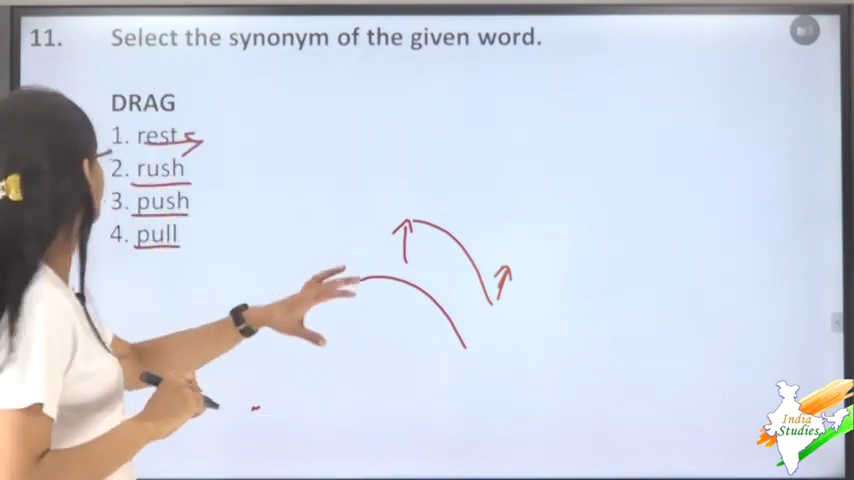 11. Select the synonym of the given word.
DRAG
1. rest
2. rush
3. push
4. pull
India
Studies